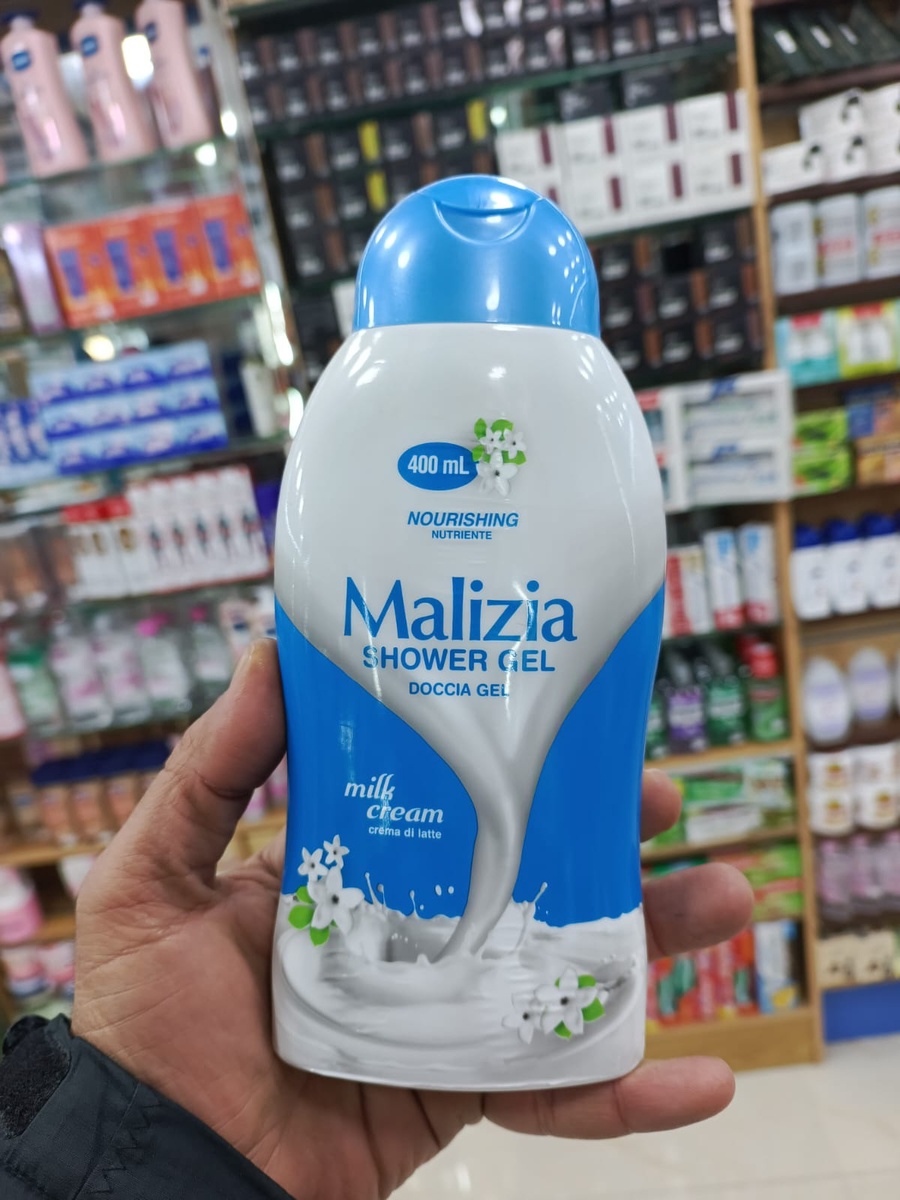 400 mL
NOURISHING
NUTRIENTE
Malizia
SHOWER GEL
DOCCIA GEL
milk
cream
crema di latte